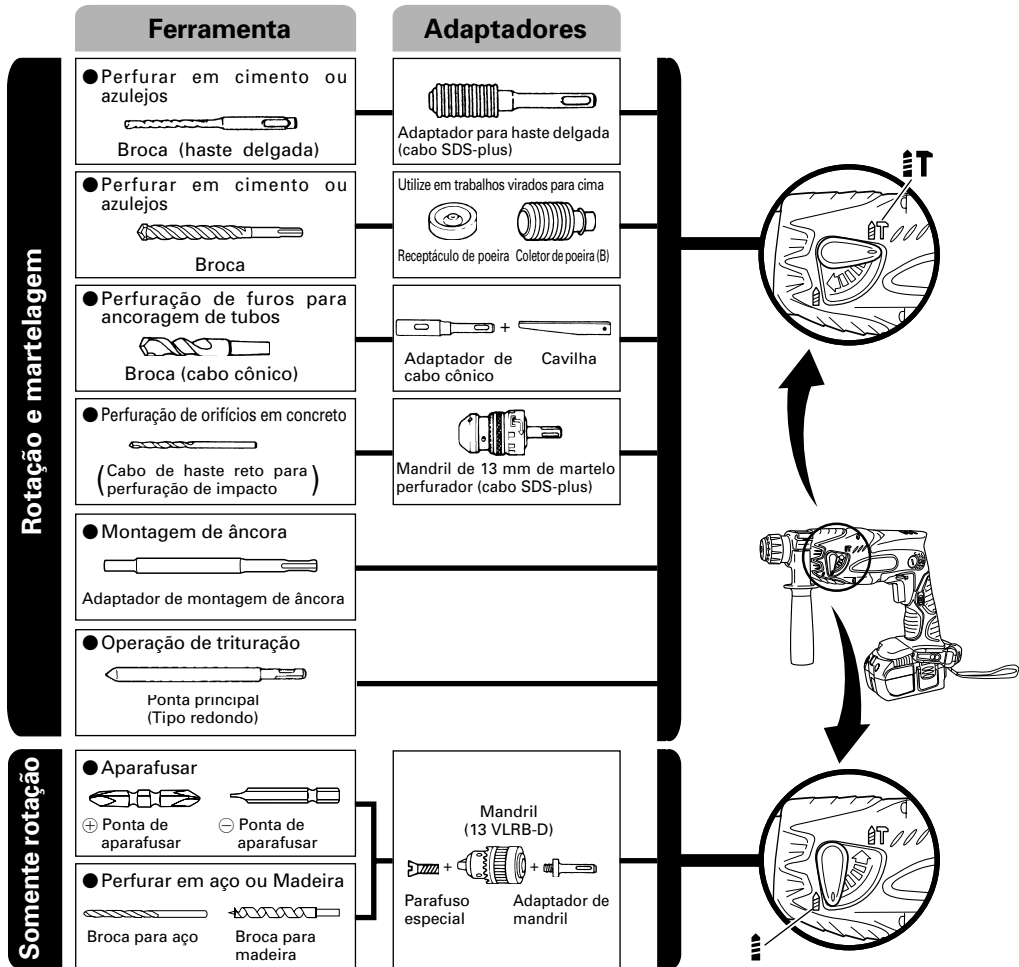 Ferramenta
Adaptadores
Rotação e martelagem
● Perfurar em cimento ou
azulejos
Broca (haste delgada)
Adaptador para haste delgada
(cabo SDS-plus)
● Perfurar em cimento ou
azulejos
Broca
Utilize em trabalhos virados para cima
Receptáculo de poeira
Coletor de poeira (B)
● Perfuração de furos para
ancoragem de tubos
Broca (cabo cônico)
+
Adaptador de
cabo cônico
Cavilha
● Perfuração de orifícios em concreto
(Cabo de haste reto para
perfuração de impacto)
Mandril de 13 mm de martelo
perfurador (cabo SDS-plus)
● Montagem de âncora
Adaptador de montagem de âncora
● Operação de trituração
Ponta principal
(Tipo redondo)
Somente rotação
● Aparafusar
⊕ Ponta de
aparafusar
⊖ Ponta de
aparafusar
● Perfurar em aço ou Madeira
Broca para aço
Broca para
madeira
Mandril
(13 VLRB-D)
+ +
Parafuso
especial
Adaptador de
mandril